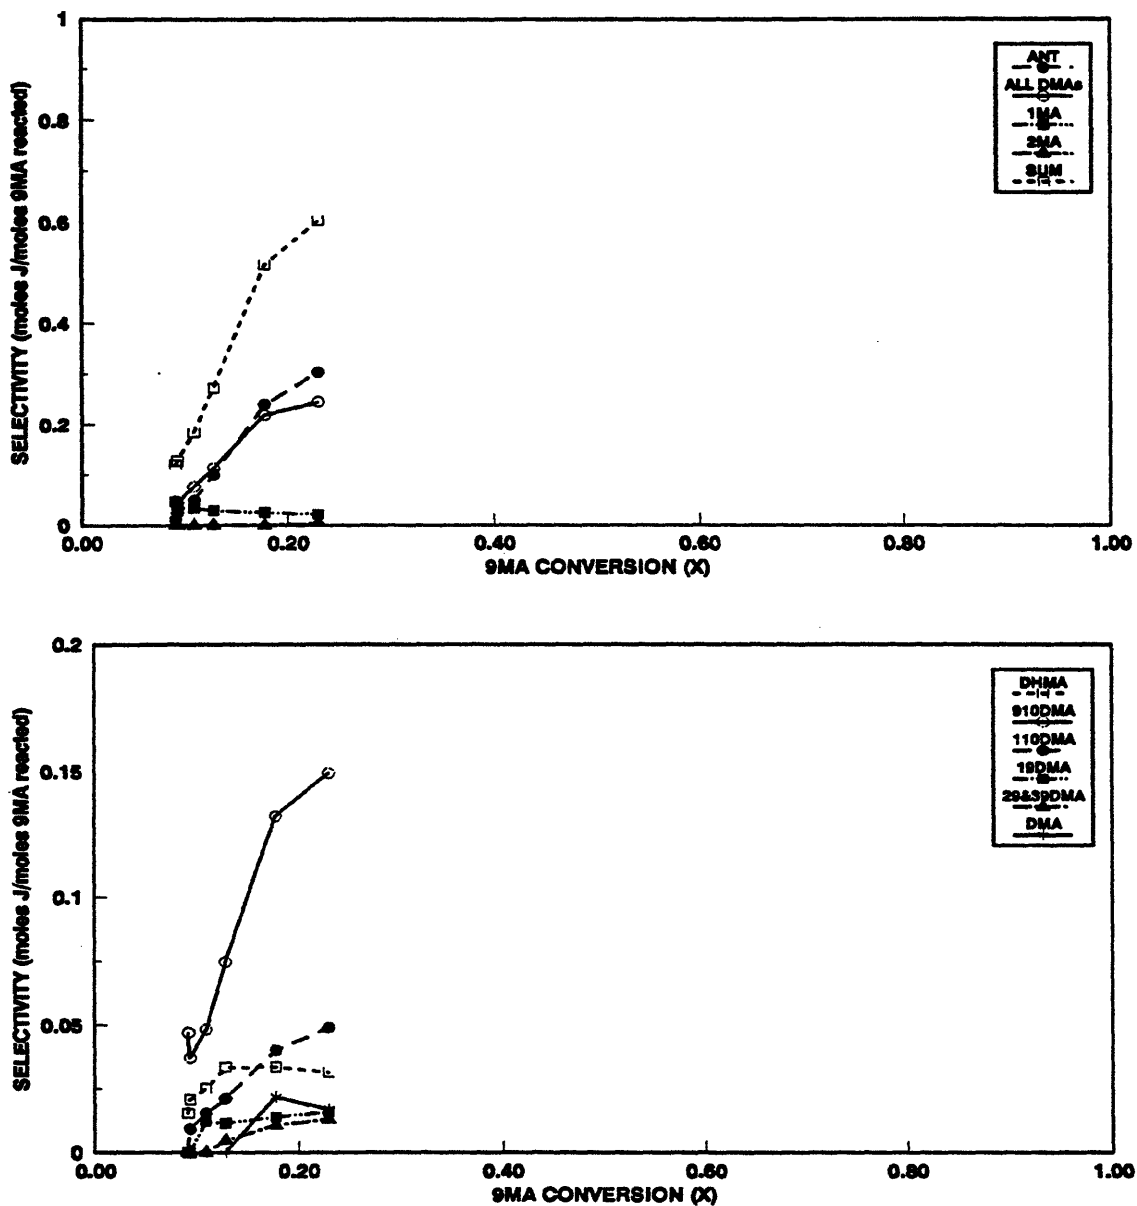 SELECTIVITY (moles J/moles 9MA reacted)
1
0.8
0.6
0.4
0.2
0
0.00 0.20 0.40 0.60 0.80 1.00
9MA CONVERSION (X)
ANT
ALL DMAs
1MA
2MA
SUM
SELECTIVITY (moles J/moles 9MA reacted)
0.2
0.15
0.1
0.05
0
0.00 0.20 0.40 0.60 0.80 1.00
9MA CONVERSION (X)
DHMA
910DMA
110DMA
19DMA
29&39DMA
DMA